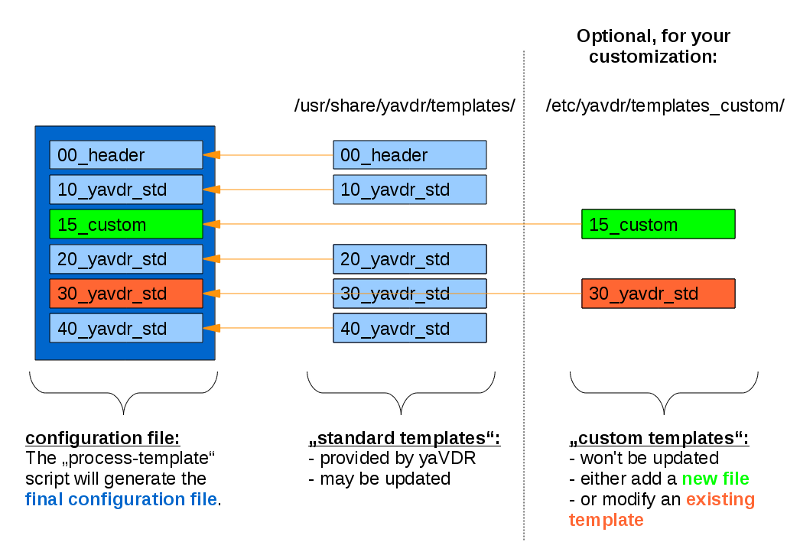 Optional, for your
customization:
/usr/share/yavdr/templates/
/etc/yavdr/templates_custom/
00_header
10_yavdr_std
15_custom
20_yavdr_std
30_yavdr_std
40_yavdr_std
00_header
10_yavdr_std
20_yavdr_std
30_yavdr_std
40_yavdr_std
15_custom
30_yavdr_std
configuration file:
The „process-template“
script will generate the
final configuration file.
„standard templates“:
- provided by yaVDR
- may be updated
„custom templates“:
- won't be updated
- either add a new file
- or modify an existing
template